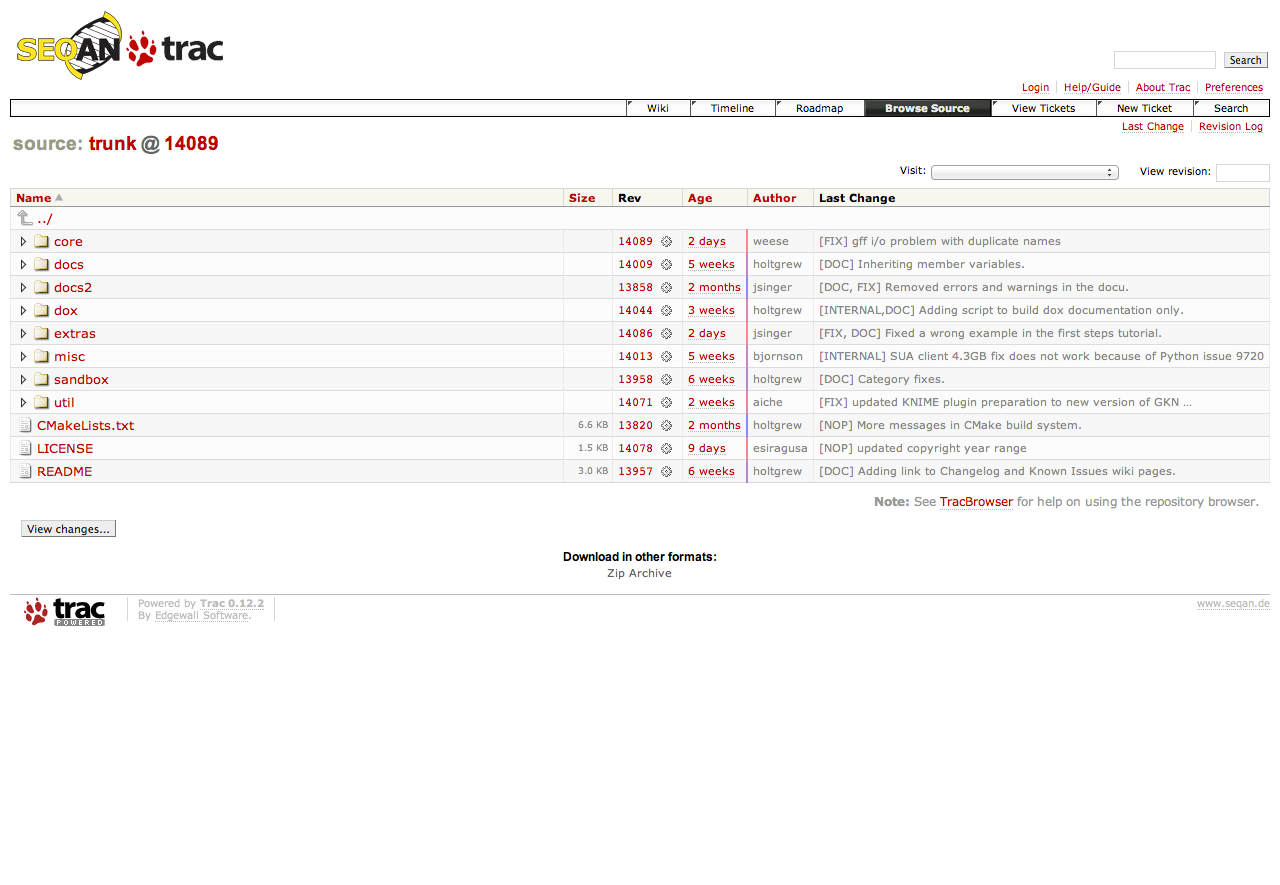 SEQAN trac
Search
Login Help/Guide About Trac Preferences
Wiki Timeline Roadmap Browse Source View Tickets New Ticket Search
Last Change Revision Log
source: trunk @ 14089
Visit: View revision:
Name Size Rev Age Author Last Change
../
core 14089 2 days weese [FIX] gff i/o problem with duplicate names
docs 14009 5 weeks holtgrew [DOC] Inheriting member variables.
docs2 13858 2 months jsinger [DOC, FIX] Removed errors and warnings in the docu.
dox 14044 3 weeks holtgrew [INTERNAL,DOC] Adding script to build dox documentation only.
extras 14086 2 days jsinger [FIX, DOC] Fixed a wrong example in the first steps tutorial.
misc 14013 5 weeks bjornson [INTERNAL] SUA client 4.3GB fix does not work because of Python issue 9720
sandbox 13958 6 weeks holtgrew [DOC] Category fixes.
util 14071 2 weeks aiche [FIX] updated KNIME plugin preparation to new version of GKN ...
CMakeLists.txt 6.6 KB 13820 2 months holtgrew [NOP] More messages in CMake build system.
LICENSE 1.5 KB 14078 9 days esiragusa [NOP] updated copyright year range
README 3.0 KB 13957 6 weeks holtgrew [DOC] Adding link to Changelog and Known Issues wiki pages.
Note: See TracBrowser for help on using the repository browser.
View changes...
Download in other formats:
Zip Archive
trac POWERED
Powered by Trac 0.12.2
By Edgewall Software.
www.seqan.de